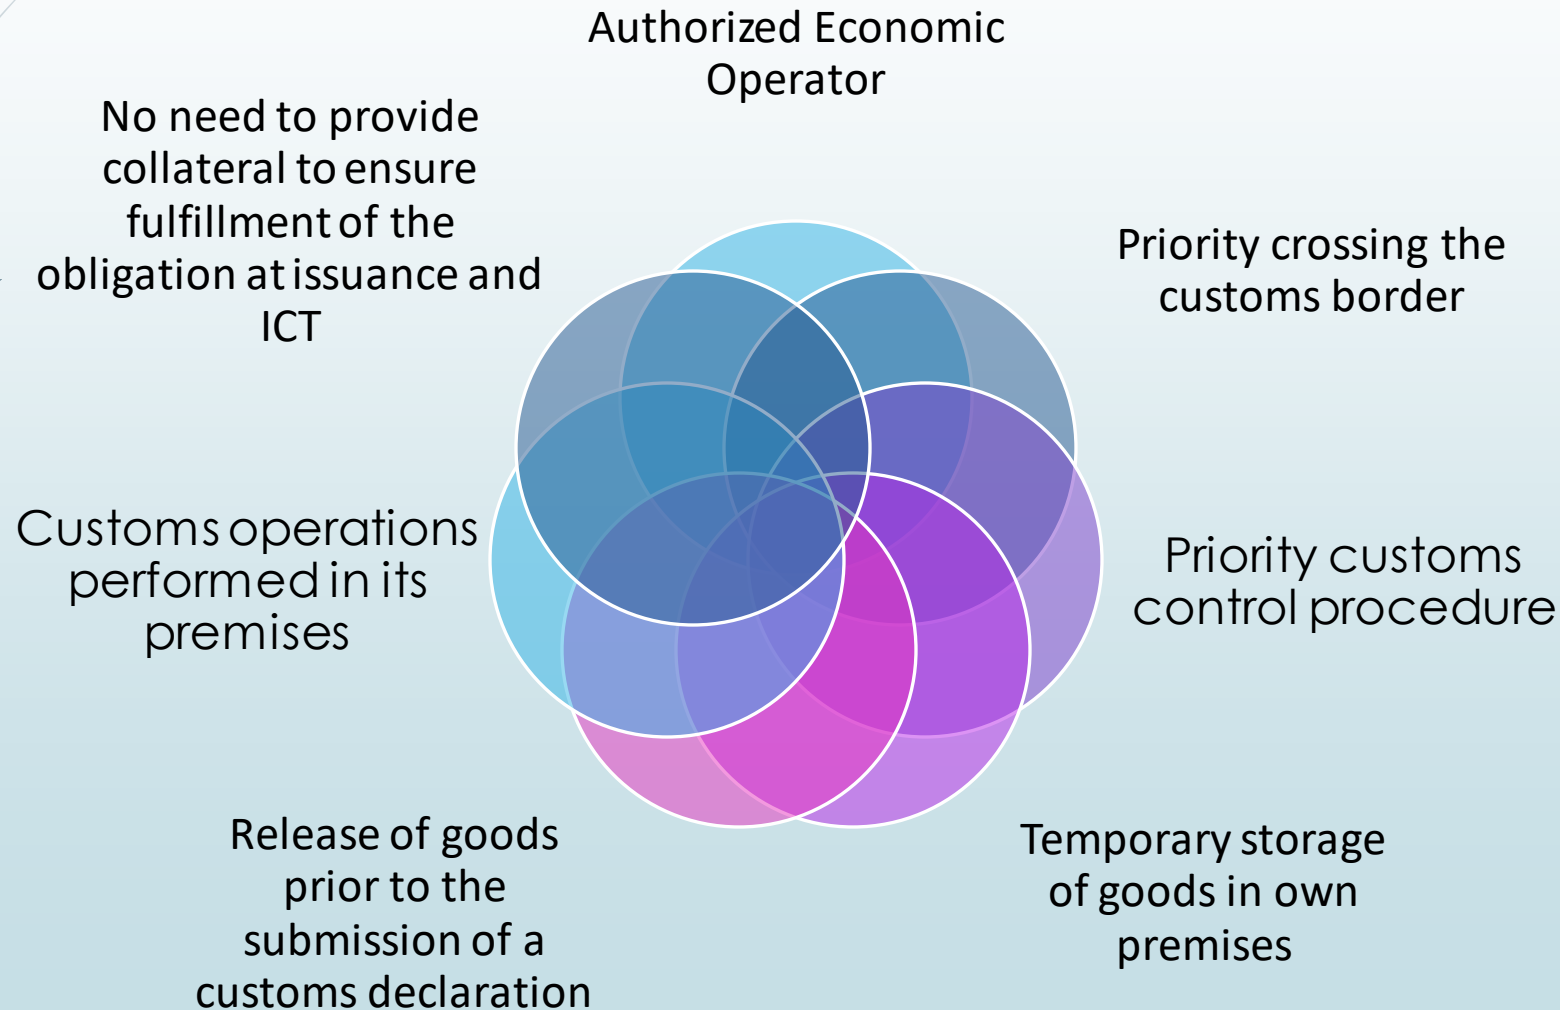 Authorized Economic
Operator
No need to provide
collateral to ensure
fulfillment of the
obligation at issuance and
ICT
Priority crossing the
customs border
Customs operations
performed in its
premises
Priority customs
control procedure
Release of goods
prior to the
submission of a
customs declaration
Temporary storage
of goods in own
premises